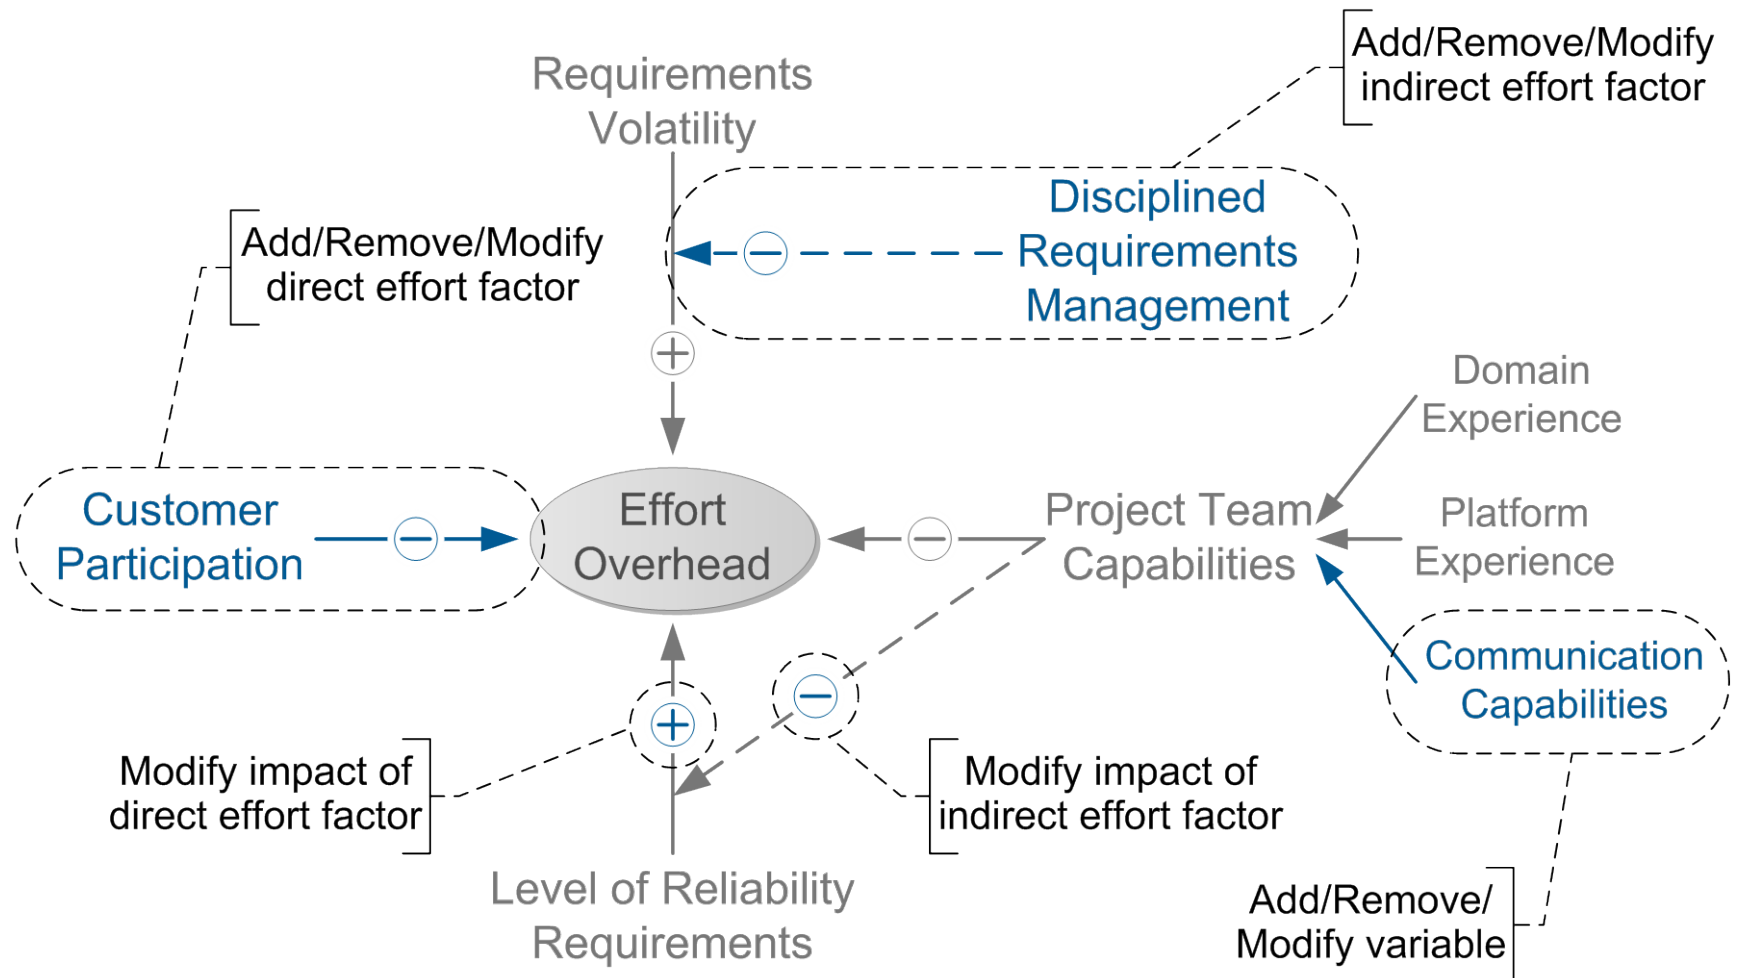 Add/Remove/Modify
indirect effort factor
Requirements
Volatility
Disciplined
Requirements
Management
Add/Remove/Modify
direct effort factor
Domain
Experience
Customer
Participation
Effort
Overhead
Project Team
Capabilities
Platform
Experience
Communication
Capabilities
Modify impact of
direct effort factor
Modify impact of
indirect effort factor
Level of Reliability
Requirements
Add/Remove/
Modify variable